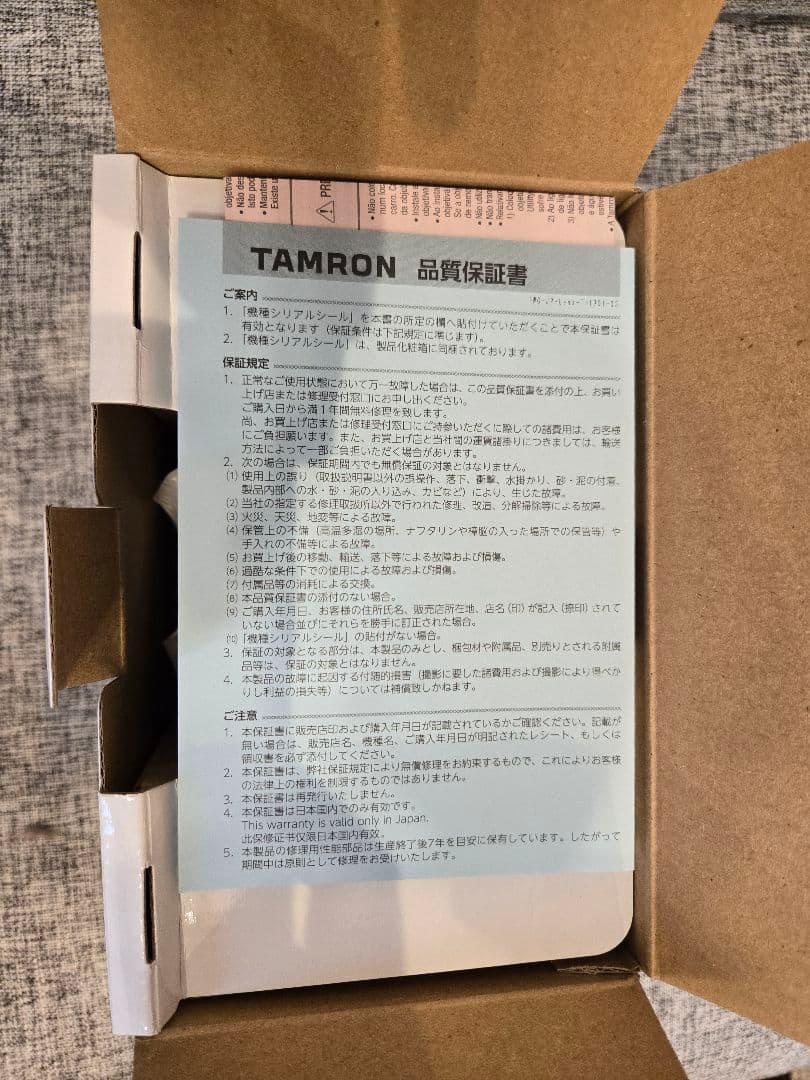 TAMRON 品質保証書
ご案内
1. 「機種シリアルシール」を本書の所定の欄へ貼付けていただくことで本保証書は
有効となります（保証条件は下記規定に準じます）。
2. 「機種シリアルシール」は、製品化粧箱に同梱されております。
保証規定
1. 正常なご使用状態において万一故障した場合は、この品質保証書を添付の上、お買い
上げ店または修理受付窓口にお申し出ください。
ご購入日から満1年間無料修理を致します。
尚、お買上げ店または修理受付窓口にご持参いただくに際しての諸費用は、お客様
にご負担願います。また、お買上げ店と当社間の運賃諸掛りにつきましては、輸送
方法によって一部ご負担いただく場合があります。
2. 次の場合は、保証期間内でも無償保証の対象とはなりません。
(1) 使用上の誤り（取扱説明書以外の誤操作、落下、衝撃、水掛かり、砂・泥の付着、
製品内部への水・砂・泥の入り込み、カビなど）により、生じた故障。
(2) 当社の指定する修理取扱所以外で行われた修理、改造、分解掃除等による故障。
(3) 火災、天災、地変等による故障。
(4) 保管上の不備（高温多湿の場所、ナフタリンや樟脳の入った場所での保管等）や
手入れの不備等による故障。
(5) お買上げ後の移動、輸送、落下等による故障および損傷。
(6) 過酷な条件下での使用による故障および損傷。
(7) 付属品等の消耗による交換。
(8) 本品質保証書の添付のない場合。
(9) ご購入年月日、お客様の住所氏名、販売店所在地、店名（印）が記入（捺印）されて
いない場合並びにそれらを勝手に訂正された場合。
(10) 「機種シリアルシール」の貼付がない場合。
3. 保証の対象となる部分は、本製品のみとし、梱包材や附属品、別売りとされる附属
品等は、保証の対象とはなりません。
4. 本製品の故障に起因する付随的損害（撮影に要した諸費用および撮影により得べか
りし利益の損失等）については補償致しかねます。
ご注意
1. 本保証書に販売店印および購入年月日が記載されているかご確認ください。記載が
無い場合は、販売店名、機種名、ご購入年月日が明記されたレシート、もしくは
領収書を必ず添付してください。
2. 本保証書は、弊社保証規定により無償修理をお約束するもので、これによりお客様
の法律上の権利を制限するものではありません。
3. 本保証書は再発行いたしません。
4. 本保証書は日本国内でのみ有効です。
This warranty is valid only in Japan.
此保修证书仅限日本国内有效。
5. 本製品の修理用性能部品は生産終了後7年を目安に保有しています。したがって
期間中は原則として修理をお受けいたします。